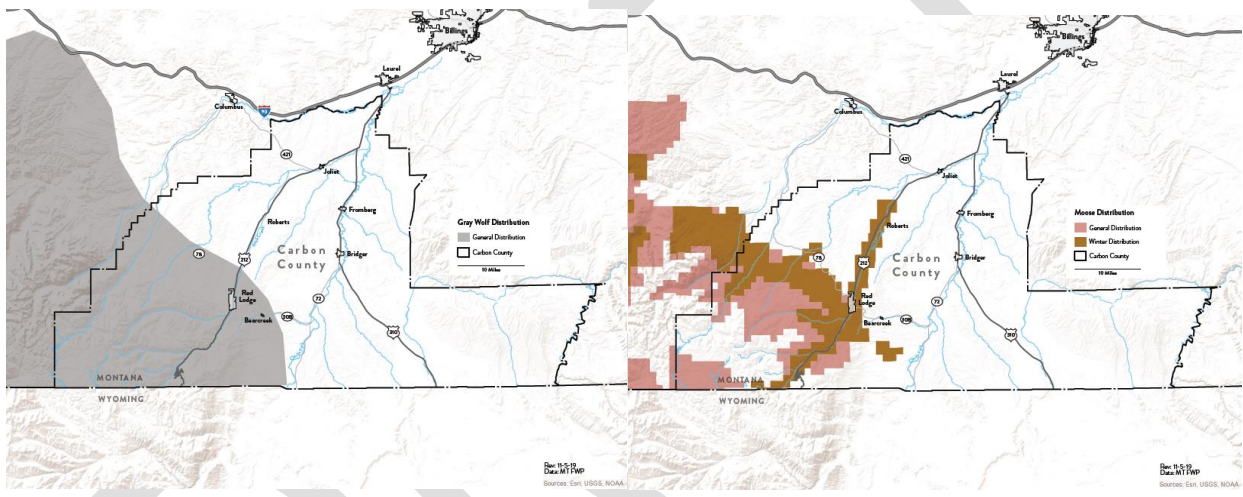 Billings
Laurel
Columbus
90
421
Joliet
Fromberg
Roberts
Gray Wolf Distribution
General Distribution
Carbon County
10 Miles
Carbon
County
78
212
Bridger
Red
Lodge
72
308
Bearcreek
310
MONTANA
WYOMING
Rev: 11-5-19
Data: MT FWP
Sources: Esri, USGS, NOAA
Billings
Laurel
Columbus
421
Joliet
Fromberg
Roberts
Moose Distribution
General Distribution
Winter Distribution
Carbon County
10 Miles
Carbon
County
78
212
Bridger
Red
Lodge
72
308
Bearcreek
310
MONTANA
WYOMING
Rev: 11-5-19
Data: MT FWP
Sources: Esri, USGS, NOAA